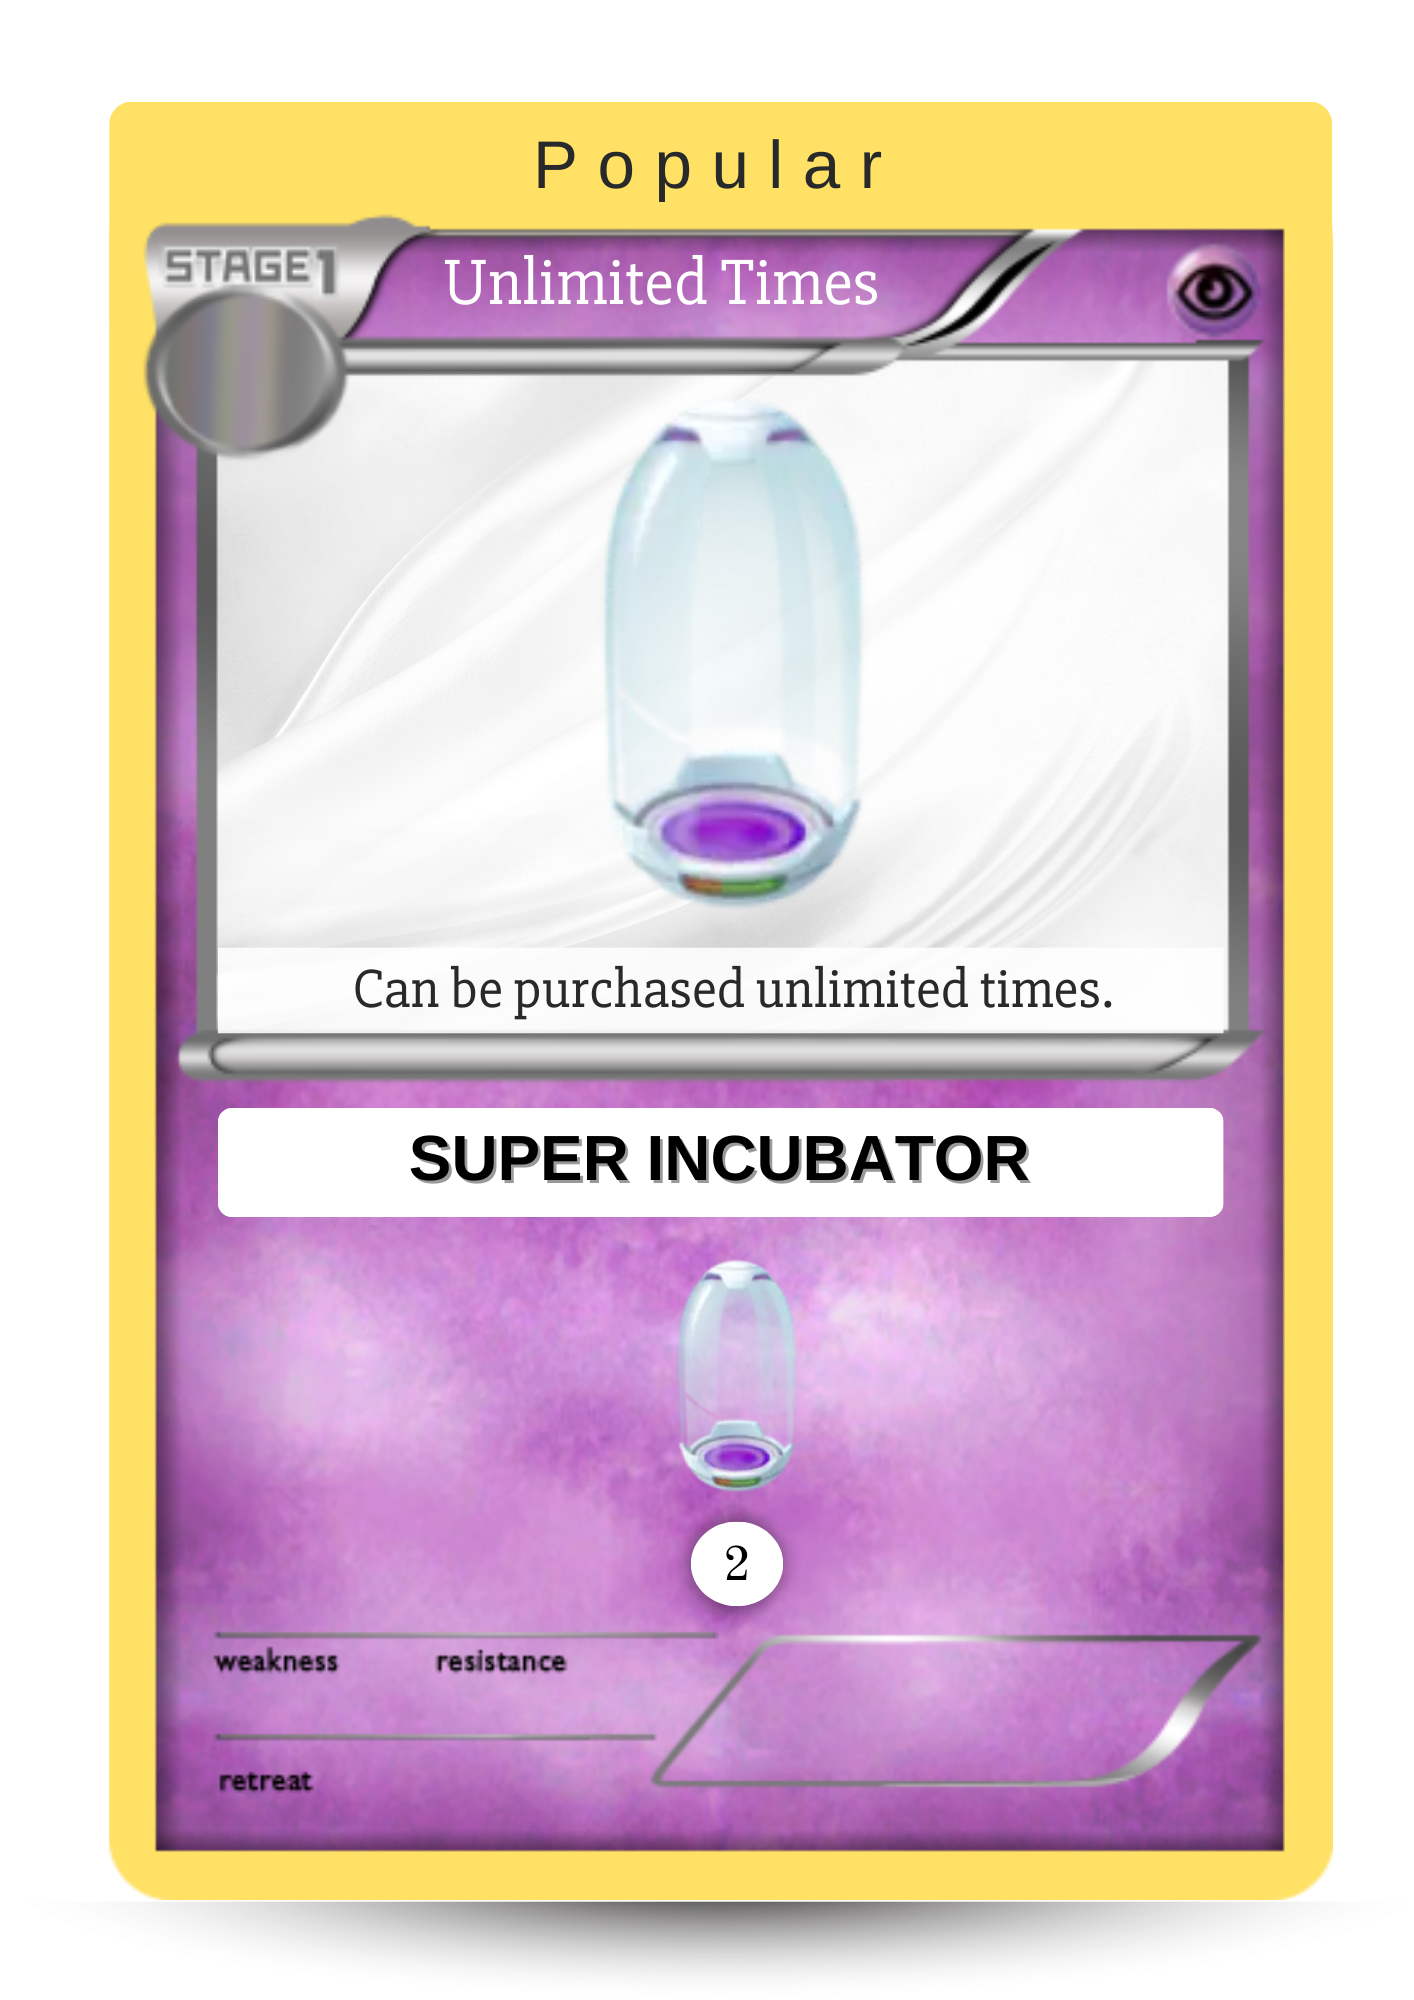 Popular
STAGE1
Unlimited Times
Can be purchased unlimited times.
SUPER INCUBATOR
2
weakness resistance
retreat